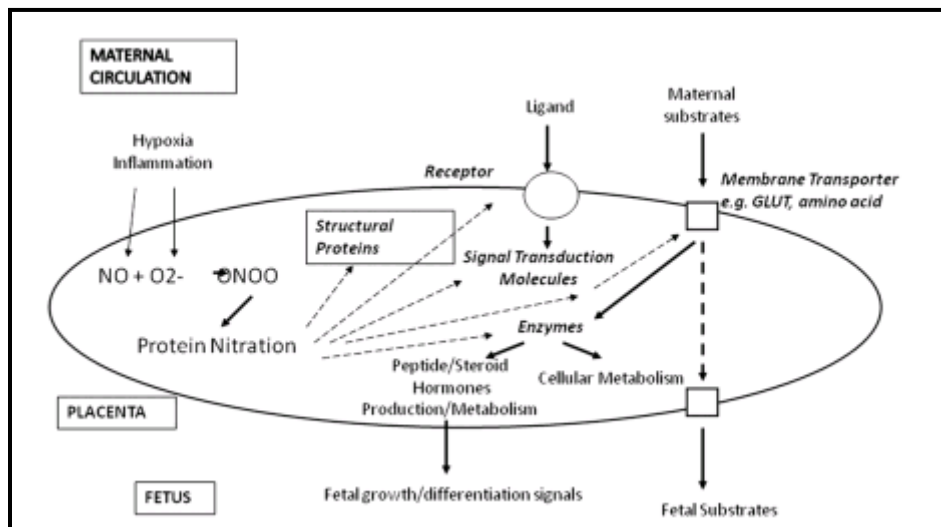 MATERNAL
CIRCULATION
Hypoxia
Inflammation
Ligand
Maternal
substrates
Receptor
Membrane Transporter
e.g. GLUT, amino acid
Structural
Proteins
Signal Transduction
Molecules
NO + O2-
ONOO
Protein Nitration
Enzymes
Peptide/Steroid
Hormones
Production/Metabolism
Cellular Metabolism
PLACENTA
FETUS
Fetal growth/differentiation signals
Fetal Substrates